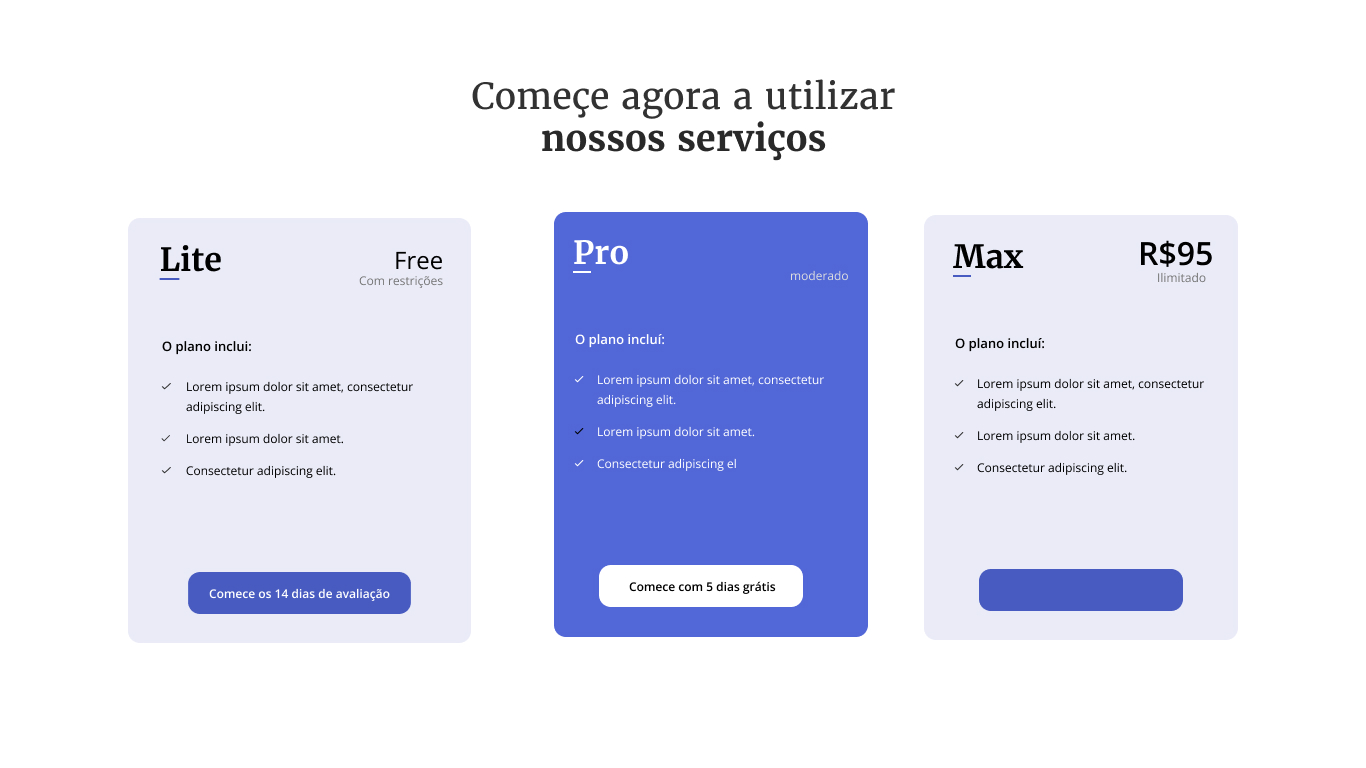 Começe agora a utilizar
nossos serviços
Lite
Free
Com restrições
O plano inclui:
Lorem ipsum dolor sit amet, consectetur
adipiscing elit.
Lorem ipsum dolor sit amet.
Consectetur adipiscing elit.
Comece os 14 dias de avaliação
Pro
moderado
O plano incluí:
Lorem ipsum dolor sit amet, consectetur
adipiscing elit.
Lorem ipsum dolor sit amet.
Consectetur adipiscing el
Comece com 5 dias grátis
Max
R$95
Ilimitado
O plano incluí:
Lorem ipsum dolor sit amet, consectetur
adipiscing elit.
Lorem ipsum dolor sit amet.
Consectetur adipiscing elit.